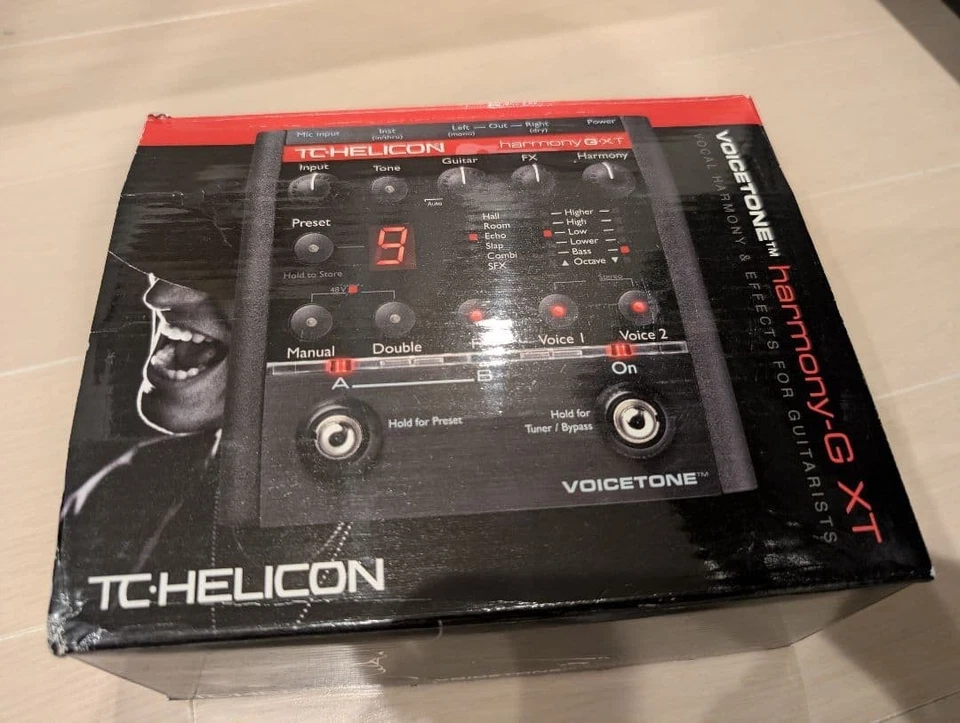 Mic Input
Inst
(in/thru)
Left — Out — Right
(mono)
(dry)
Power
TC·HELICON
harmony G·XT
Input
Tone
Guitar
FX
Harmony
Auto
Preset
Hold to Store
9
Hall
Room
Echo
Slap
Combi
SFX
Higher
High
Low
Lower
Bass
▲ Octave ▼
48V
Stereo
Manual
Double
Voice 1
Voice 2
A
B
On
Hold for Preset
Hold for
Tuner / Bypass
VOICETONE™
TC·HELICON
VOICETONE™ harmony-G XT
VOCAL HARMONY & EFFECTS FOR GUITARISTS